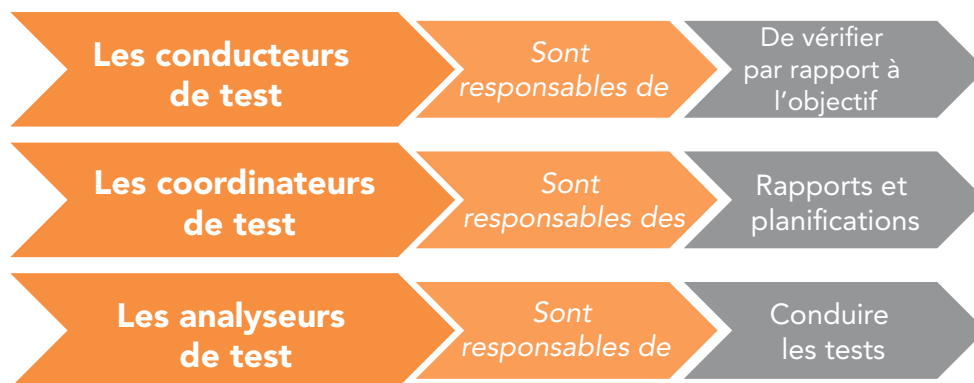 Les conducteurs
de test
Sont
responsables de
De vérifier
par rapport à
l'objectif
Les coordinateurs
de test
Sont
responsables des
Rapports et
planifications
Les analyseurs
de test
Sont
responsables de
Conduire
les tests